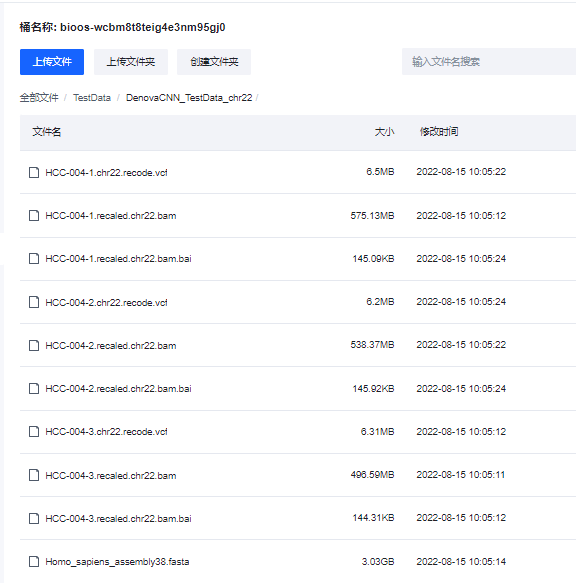 桶名称: bioos-wcbm8t8teig4e3nm95gj0
上传文件 上传文件夹 创建文件夹 输入文件名搜索
全部文件 / TestData / DenovaCNN_TestData_chr22 /
文件名 大小 修改时间
HCC-004-1.chr22.recode.vcf 6.5MB 2022-08-15 10:05:22
HCC-004-1.recaled.chr22.bam 575.13MB 2022-08-15 10:05:12
HCC-004-1.recaled.chr22.bam.bai 145.09KB 2022-08-15 10:05:24
HCC-004-2.chr22.recode.vcf 6.2MB 2022-08-15 10:05:24
HCC-004-2.recaled.chr22.bam 538.37MB 2022-08-15 10:05:22
HCC-004-2.recaled.chr22.bam.bai 145.92KB 2022-08-15 10:05:24
HCC-004-3.chr22.recode.vcf 6.31MB 2022-08-15 10:05:12
HCC-004-3.recaled.chr22.bam 496.59MB 2022-08-15 10:05:11
HCC-004-3.recaled.chr22.bam.bai 144.31KB 2022-08-15 10:05:12
Homo_sapiens_assembly38.fasta 3.03GB 2022-08-15 10:05:14